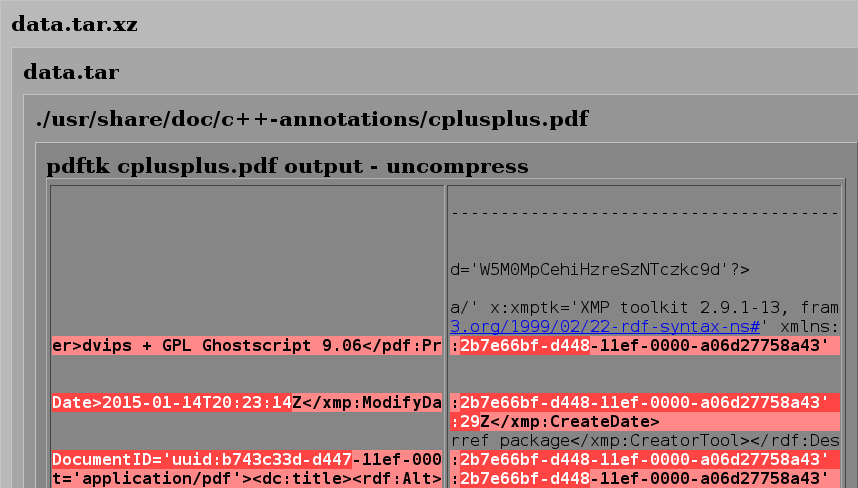 data.tar.xz
data.tar
./usr/share/doc/c++-annotations/cplusplus.pdf
pdftk cplusplus.pdf output - uncompress
---------------------------------------
d='W5M0MpCehiHzreSzNTczkc9d'?>
a/' x:xmptk='XMP toolkit 2.9.1-13, fram
3.org/1999/02/22-rdf-syntax-ns#' xmlns:
er>dvips + GPL Ghostscript 9.06</pdf:Pr :2b7e66bf-d448-11ef-0000-a06d27758a43'
Date>2015-01-14T20:23:14Z</xmp:ModifyDa :2b7e66bf-d448-11ef-0000-a06d27758a43'
:29Z</xmp:CreateDate>
rref package</xmp:CreatorTool></rdf:Des
DocumentID='uuid:b743c33d-d447-11ef-000 :2b7e66bf-d448-11ef-0000-a06d27758a43'
t='application/pdf'><dc:title><rdf:Alt> :2b7e66bf-d448-11ef-0000-a06d27758a43'